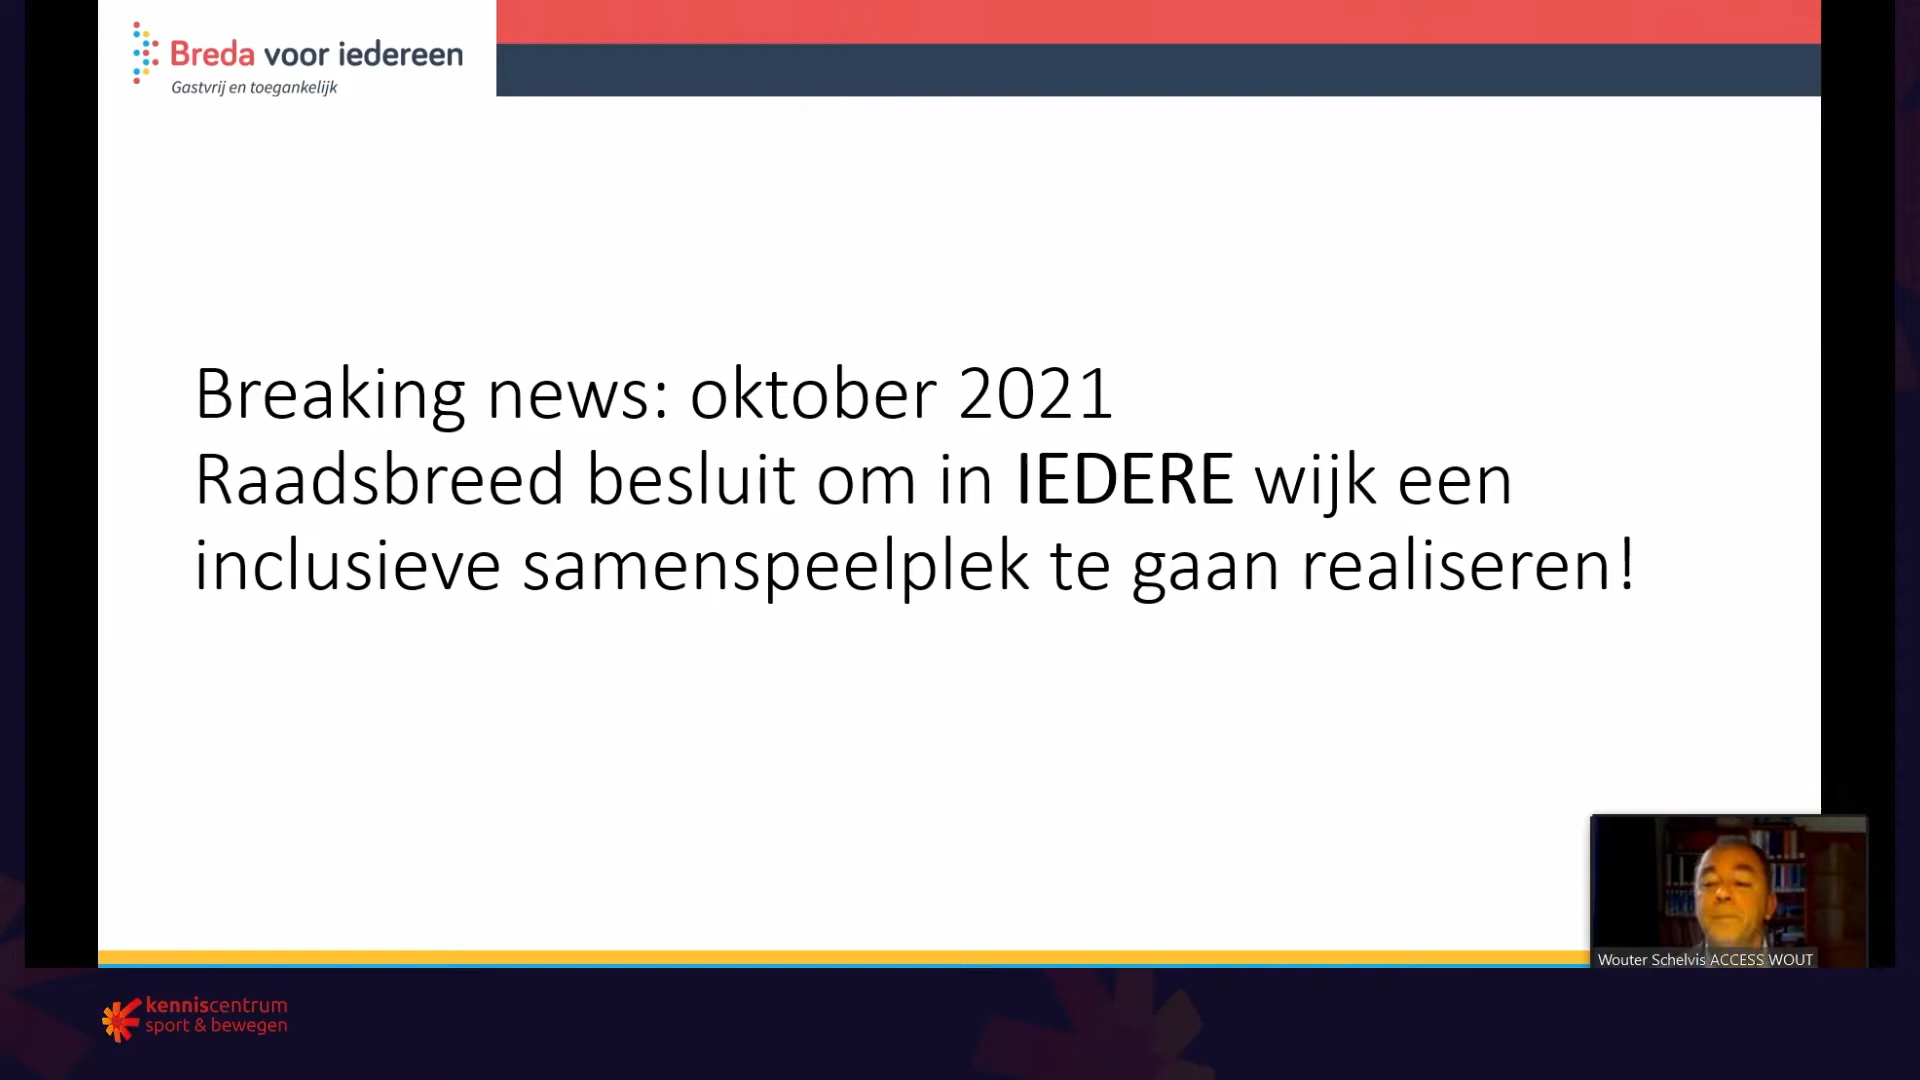 Breda voor iedereen
Gastvrij en toegankelijk
Breaking news: oktober 2021
Raadsbreed besluit om in IEDERE wijk een
inclusieve samenspeelplek te gaan realiseren!
Wouter Schelvis ACCESS WOUT
kenniscentrum
sport & bewegen